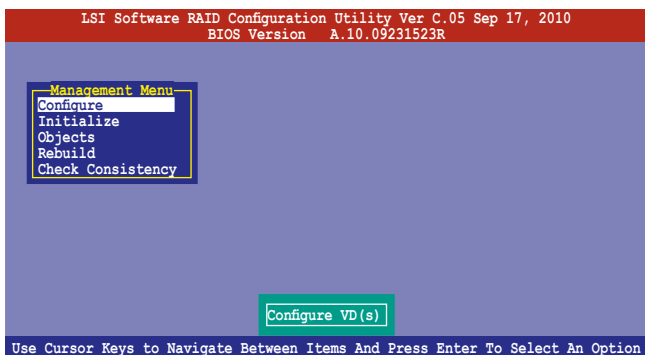 LSI Software RAID Configuration Utility Ver C.05 Sep 17, 2010
BIOS Version A.10.09231523R
Management Menu
Configure
Initialize
Objects
Rebuild
Check Consistency
Configure VD(s)
Use Cursor Keys to Navigate Between Items And Press Enter To Select An Option